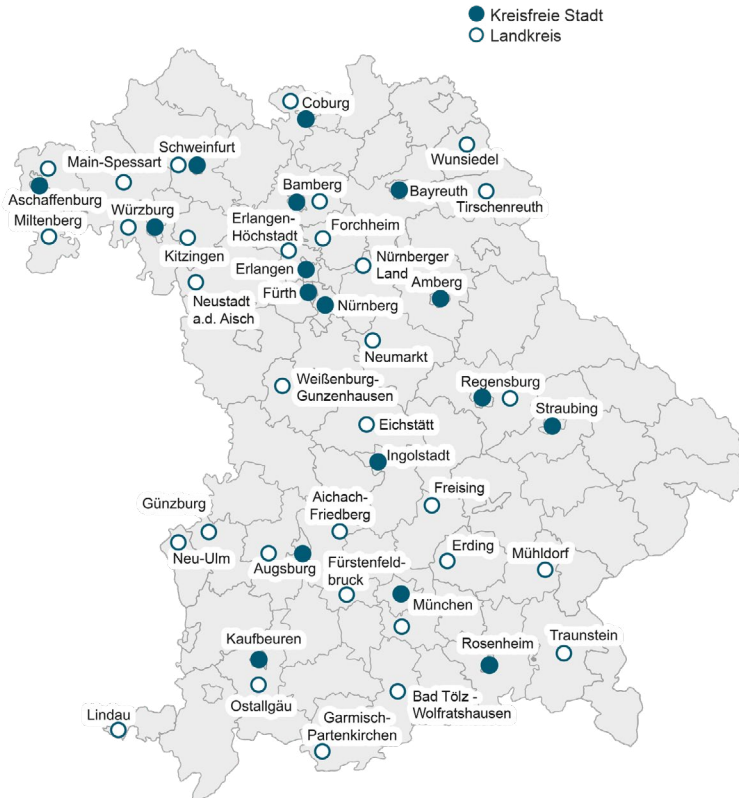 Kreisfreie Stadt
Landkreis
Coburg
Schweinfurt
Main-Spessart
Wunsiedel
Aschaffenburg
Bamberg
Bayreuth
Tirschenreuth
Miltenberg
Würzburg
Erlangen-
Höchstadt
Forchheim
Kitzingen
Nürnberger
Land
Erlangen
Amberg
Fürth
Neustadt
a.d. Aisch
Nürnberg
Neumarkt
Weißenburg-
Gunzenhausen
Regensburg
Straubing
Eichstätt
Ingolstadt
Günzburg
Aichach-
Friedberg
Freising
Neu-Ulm
Augsburg
Fürstenfeld-
bruck
Erding
Mühldorf
München
Kaufbeuren
Rosenheim
Traunstein
Ostallgäu
Bad Tölz -
Wolfratshausen
Lindau
Garmisch-
Partenkirchen